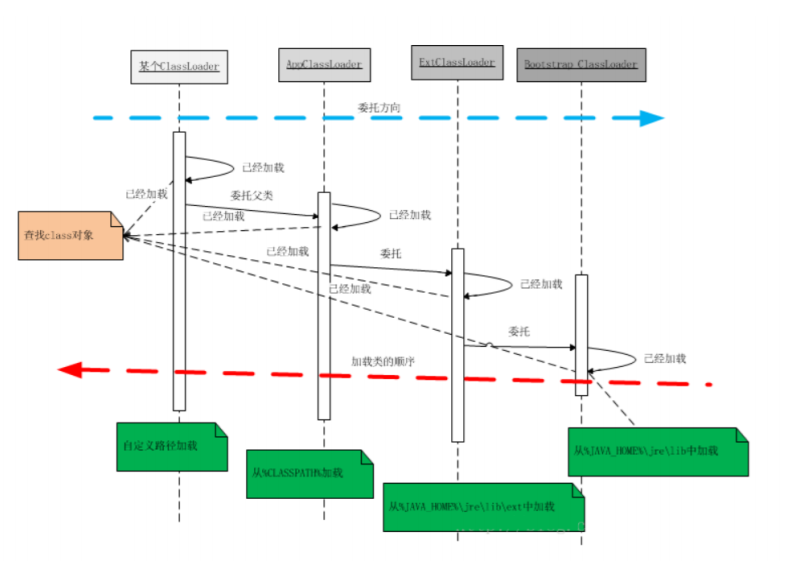 某个ClassLoader
AppClassLoader
ExtClassLoader
Bootstrap ClassLoader
委托方向
已经加载
已经加载
委托父类
已经加载
已经加载
查找class对象
已经加载
委托
已经加载
已经加载
委托
已经加载
加载类的顺序
自定义路径加载
从%CLASSPATH%加载
从%JAVA_HOME%\jre\lib中加载
从%JAVA_HOME%\jre\lib\ext中加载